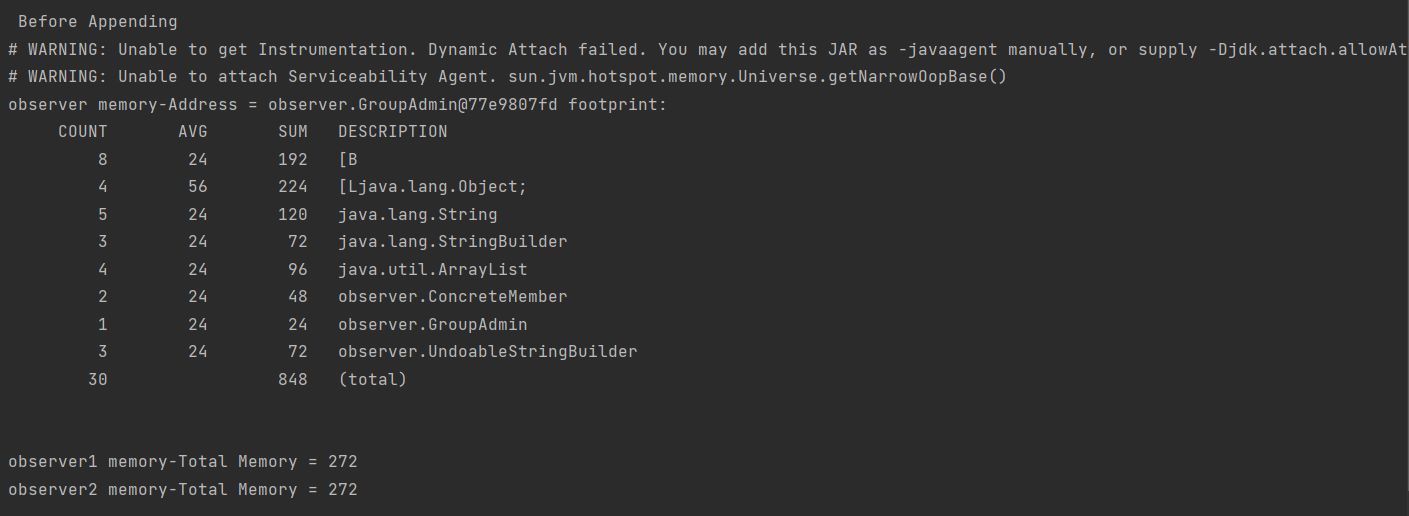 Before Appending
# WARNING: Unable to get Instrumentation. Dynamic Attach failed. You may add this JAR as -javaagent manually, or supply -Djdk.attach.allowAt
# WARNING: Unable to attach Serviceability Agent. sun.jvm.hotspot.memory.Universe.getNarrowOopBase()
observer memory-Address = observer.GroupAdmin@77e9807fd footprint:
COUNT AVG SUM DESCRIPTION
8 24 192 [B
4 56 224 [Ljava.lang.Object;
5 24 120 java.lang.String
3 24 72 java.lang.StringBuilder
4 24 96 java.util.ArrayList
2 24 48 observer.ConcreteMember
1 24 24 observer.GroupAdmin
3 24 72 observer.UndoableStringBuilder
30 848 (total)
observer1 memory-Total Memory = 272
observer2 memory-Total Memory = 272